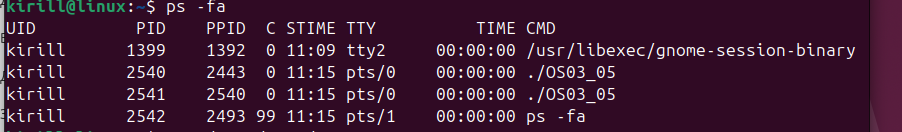 kirill@linux:~$ ps -fa
UID          PID    PPID  C STIME TTY          TIME CMD
kirill      1399    1392  0 11:09 tty2     00:00:00 /usr/libexec/gnome-session-binary
kirill      2540    2443  0 11:15 pts/0    00:00:00 ./OS03_05
kirill      2541    2540  0 11:15 pts/0    00:00:00 ./OS03_05
kirill      2542    2493 99 11:15 pts/1    00:00:00 ps -fa